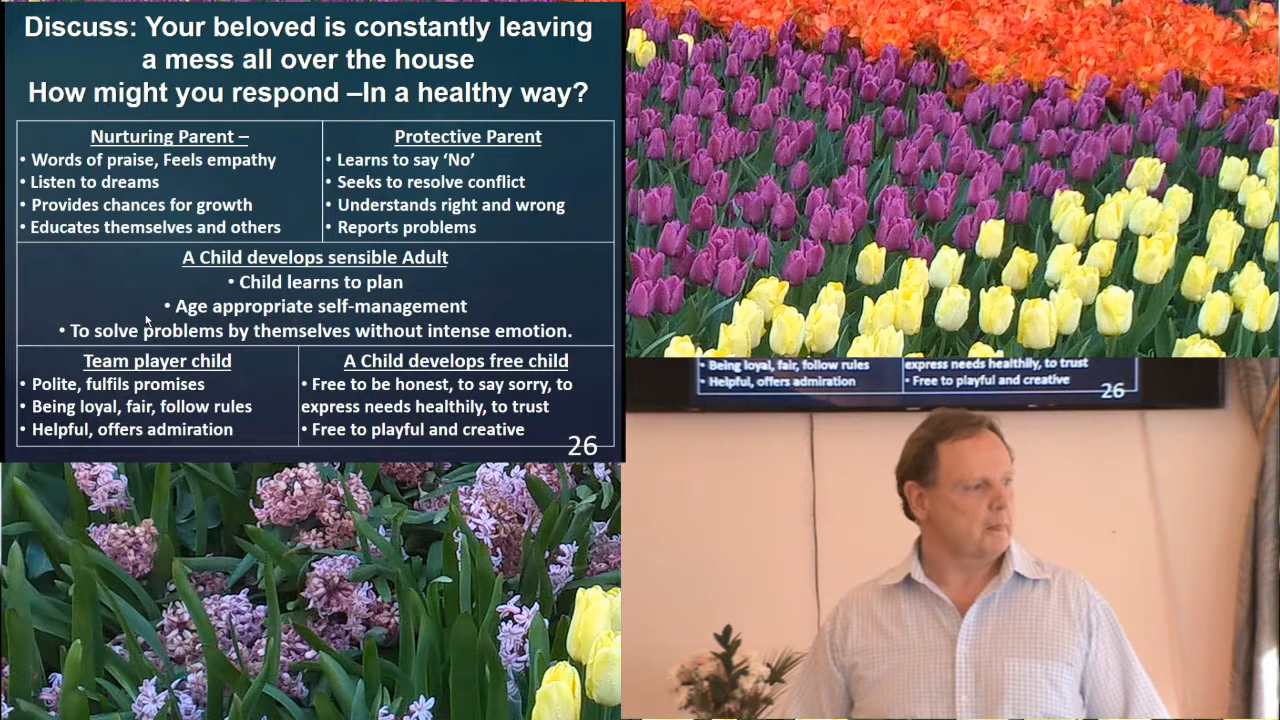 Discuss: Your beloved is constantly leaving
a mess all over the house
How might you respond –In a healthy way?
Nurturing Parent –
• Words of praise, Feels empathy
• Listen to dreams
• Provides chances for growth
• Educates themselves and others
Protective Parent
• Learns to say ‘No’
• Seeks to resolve conflict
• Understands right and wrong
• Reports problems
A Child develops sensible Adult
• Child learns to plan
• Age appropriate self-management
• To solve problems by themselves without intense emotion.
Team player child
• Polite, fulfils promises
• Being loyal, fair, follow rules
• Helpful, offers admiration
A Child develops free child
• Free to be honest, to say sorry, to
express needs healthily, to trust
• Free to playful and creative
26
• Being loyal, fair, follow rules
• Helpful, offers admiration
express needs healthily, to trust
• Free to playful and creative
26